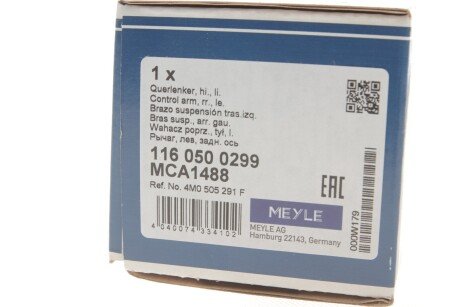 1 x
Querlenker, hi., li.
Control arm, rr., le.
Brazo suspensión tras.izq.
Bras susp., arr. gau.
Wahacz poprz., tył, l.
Рычаг, лев, задн. ось
116 050 0299
MCA1488
Ref. No. 4M0 505 291 F
EAC
MEYLE
MEYLE AG
Hamburg 22143, Germany
4 040074 334102
000W179